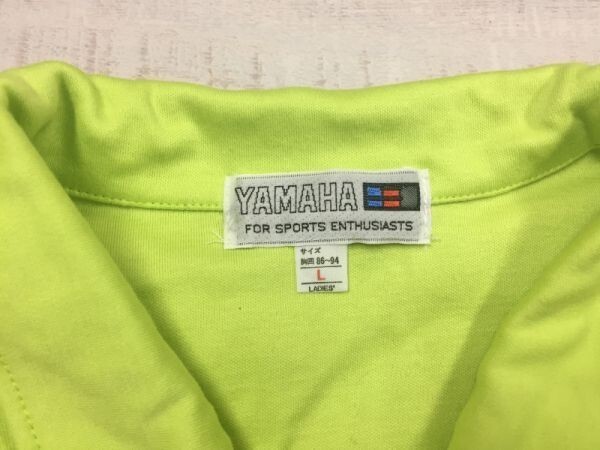 YAMAHA
FOR SPORTS ENTHUSIASTS
サイズ
胸囲 86～94
L
LADIES'